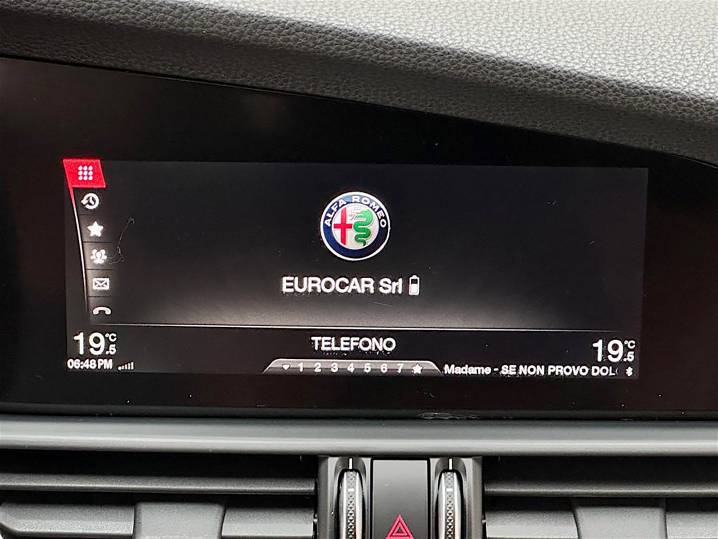 ALFA ROMEO
EUROCAR Srl
19.5 °C
TELEFONO
19.5 °C
06:48 PM
1 2 3 4 5 6 7
Madame - SE NON PROVO DOL